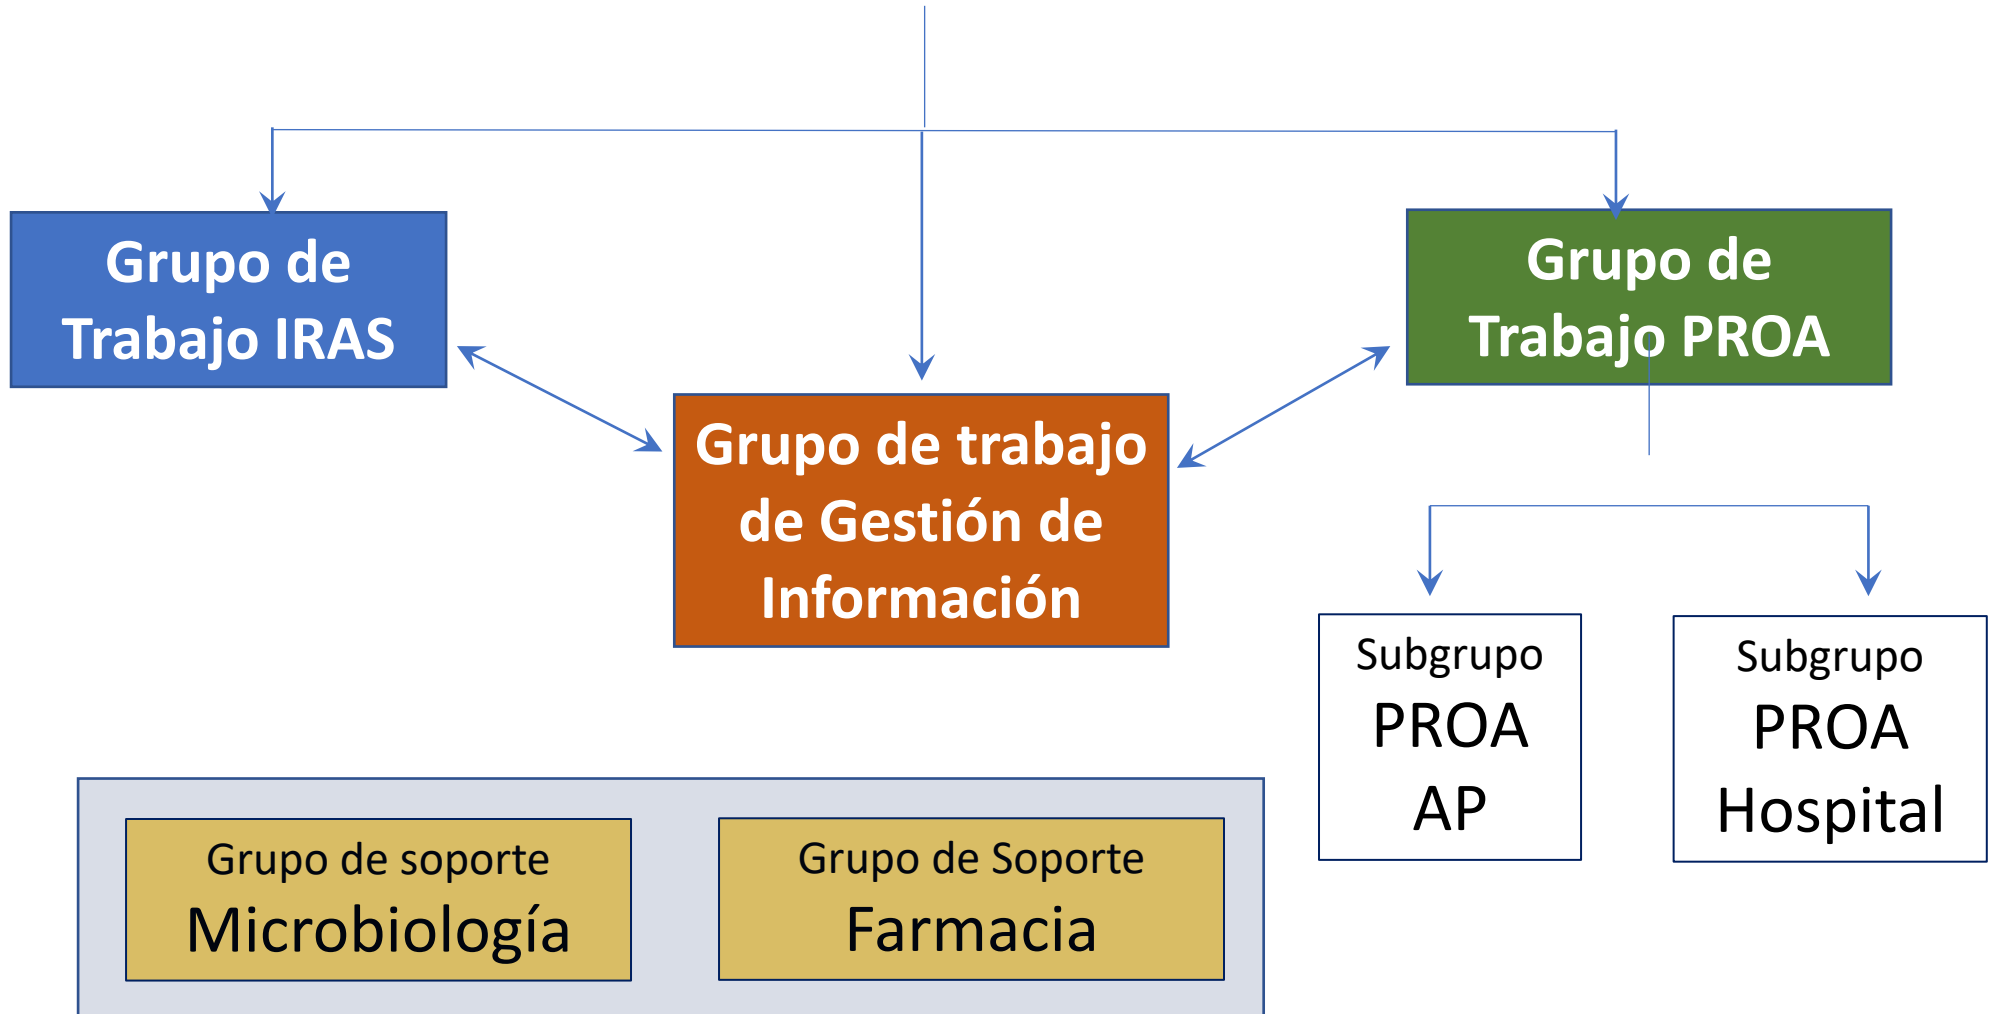 Grupo de
Trabajo IRAS
Grupo de
Trabajo PROA
Grupo de trabajo
de Gestión de
Información
Subgrupo
PROA
AP
Subgrupo
PROA
Hospital
Grupo de soporte
Microbiología
Grupo de Soporte
Farmacia